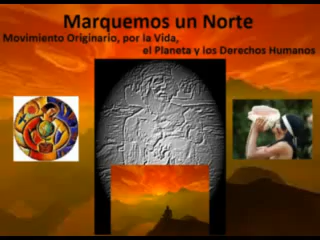 Marquemos un Norte
Movimiento Originario, por la Vida,
el Planeta y los Derechos Humanos